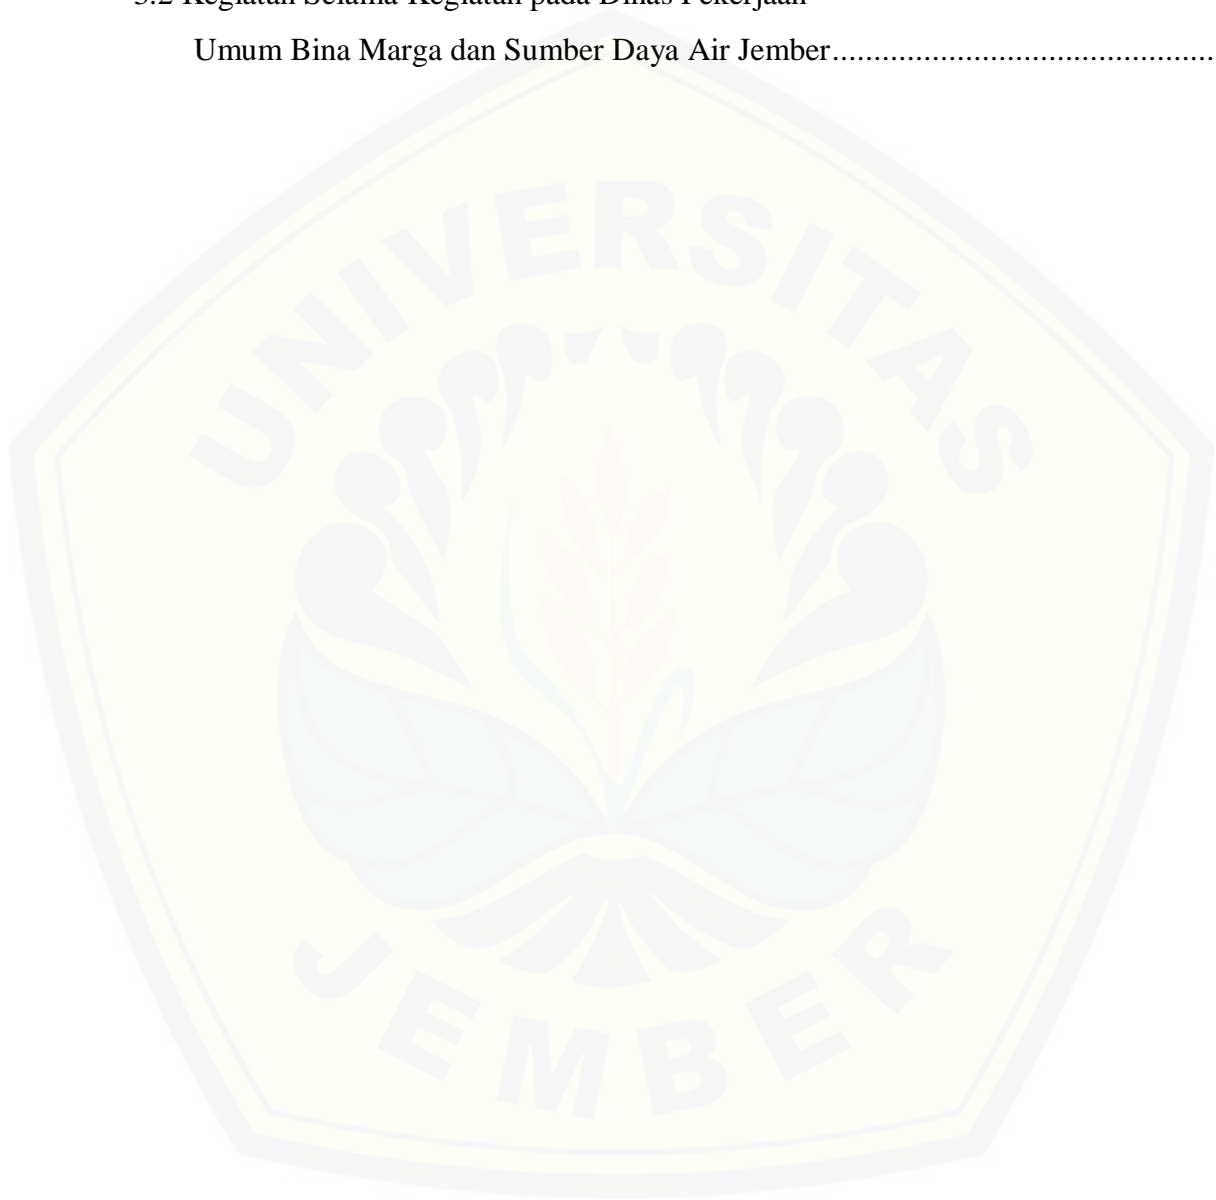 3.2 Kegiatan Selama Kegiatan pada Dinas Pekerjaan
Umum Bina Marga dan Sumber Daya Air Jember..............................................
UNIVERSITAS
JEMBER